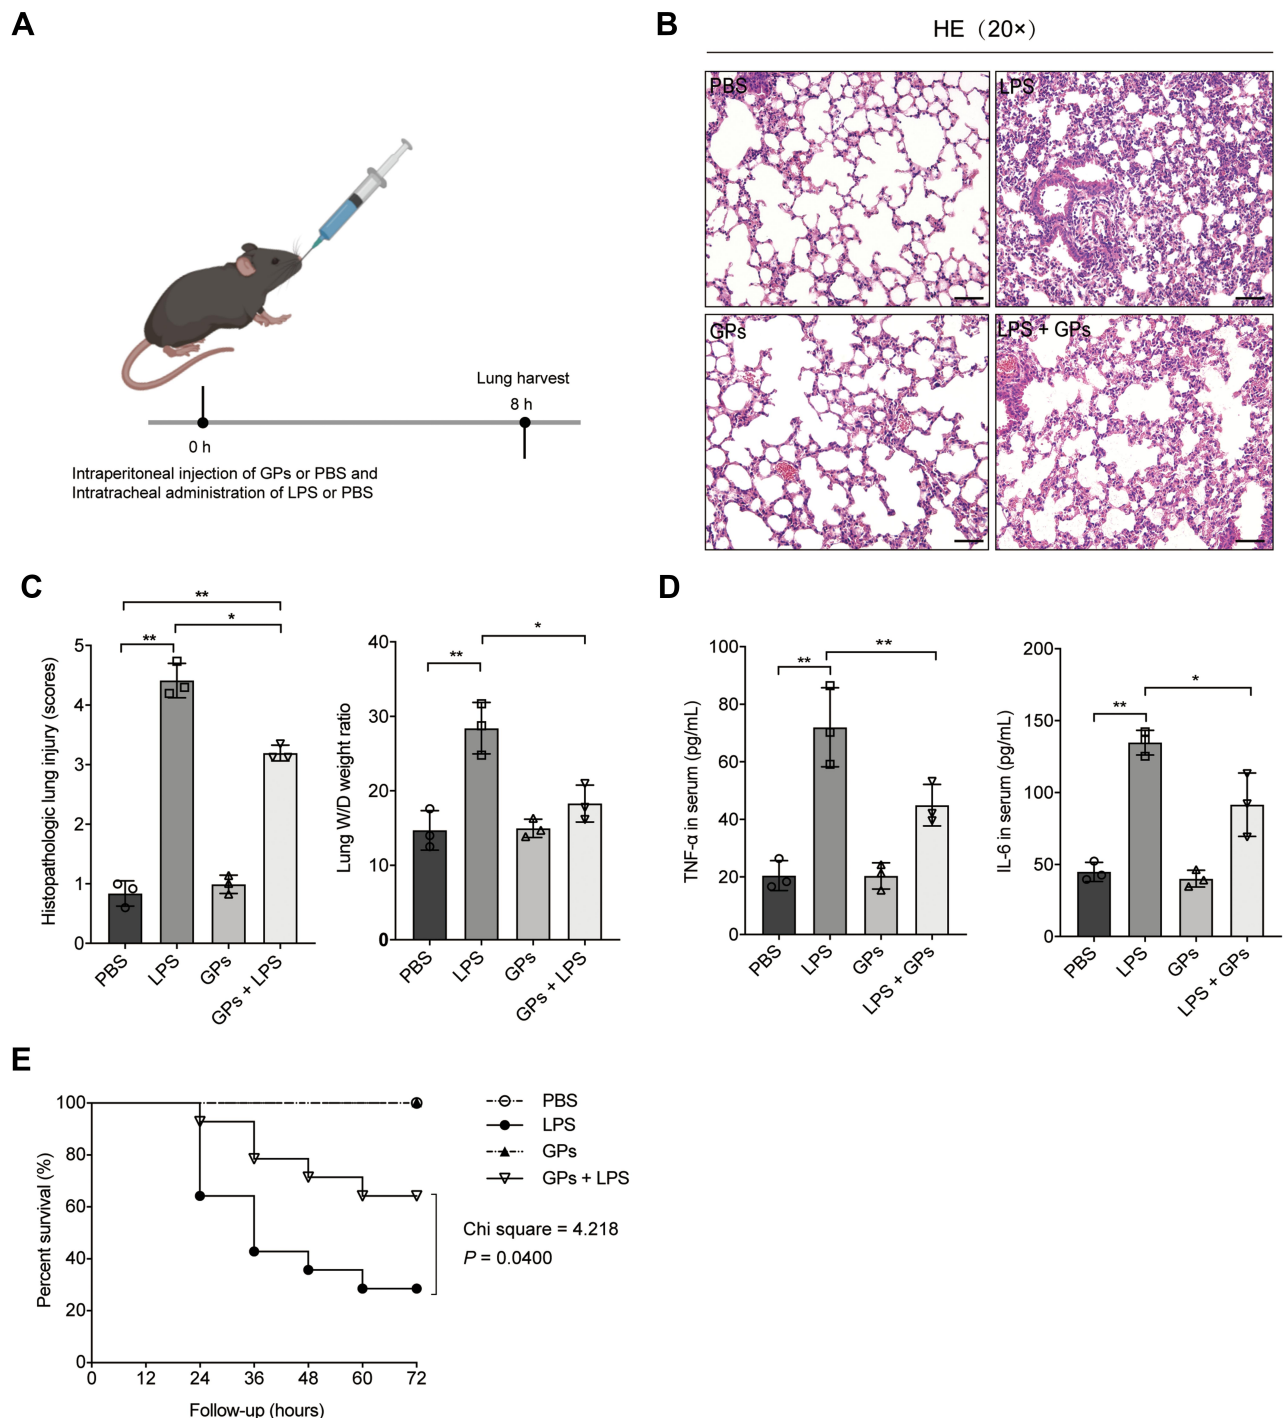 A
Lung harvest
8 h
0 h
Intraperitoneal injection of GPs or PBS and
Intratracheal administration of LPS or PBS
B
HE（20×）
PBS
LPS
GPs
LPS + GPs
C
Histopathologic lung injury (scores)
5
4
3
2
1
0
**
*
**
PBS
LPS
GPs
GPs + LPS
Lung W/D weight ratio
40
30
20
10
0
**
*
PBS
LPS
GPs
GPs + LPS
D
TNF-α in serum (pg/mL)
100
80
60
40
20
0
**
**
PBS
LPS
GPs
LPS + GPs
IL-6 in serum (pg/mL)
200
150
100
50
0
**
*
PBS
LPS
GPs
LPS + GPs
E
Percent survival (%)
100
80
60
40
20
0
0 12 24 36 48 60 72
Follow-up (hours)
PBS
LPS
GPs
GPs + LPS
Chi square = 4.218
P = 0.0400